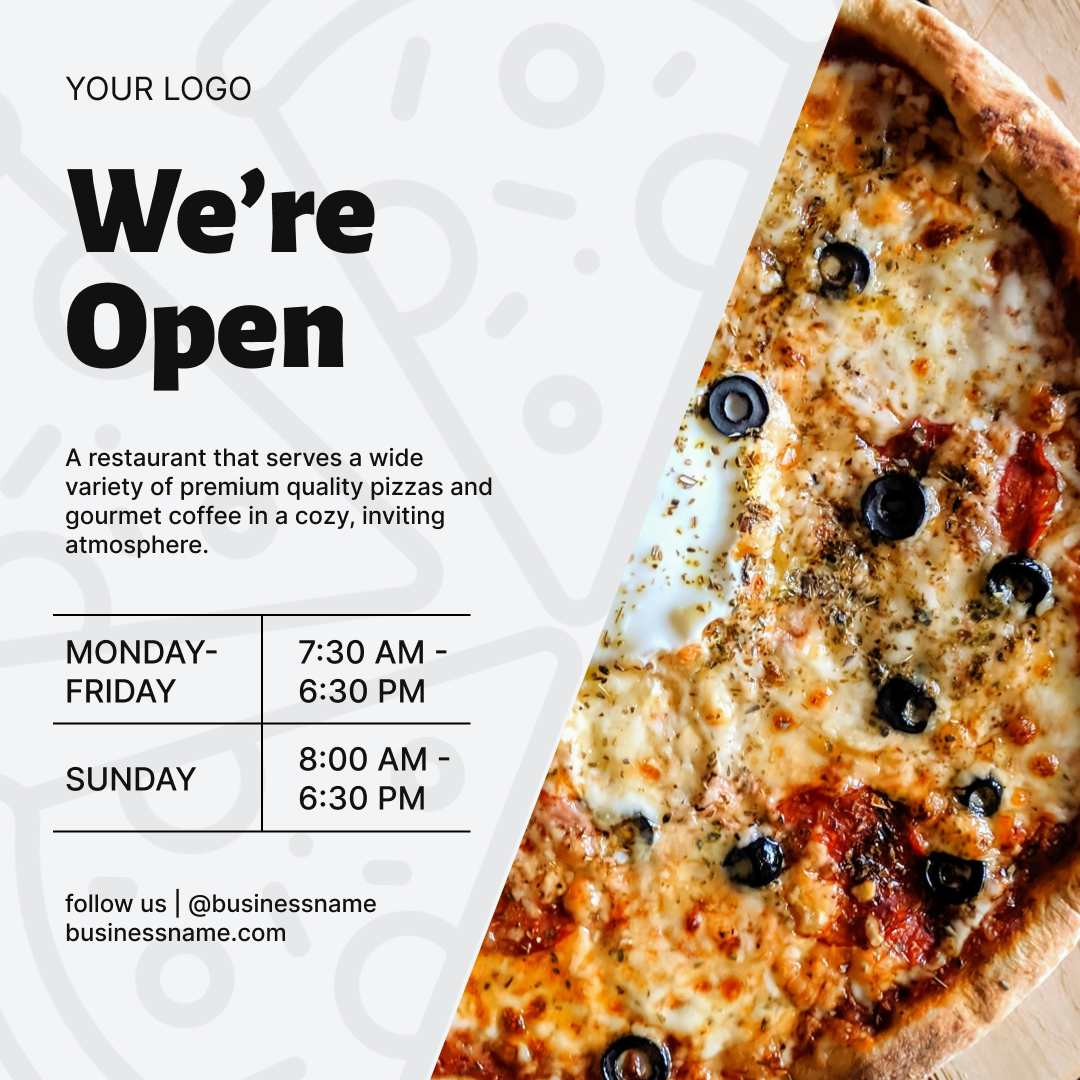 YOUR LOGO
We’re
Open
A restaurant that serves a wide
variety of premium quality pizzas and
gourmet coffee in a cozy, inviting
atmosphere.
MONDAY-
FRIDAY
7:30 AM -
6:30 PM
SUNDAY
8:00 AM -
6:30 PM
follow us | @businessname
businessname.com